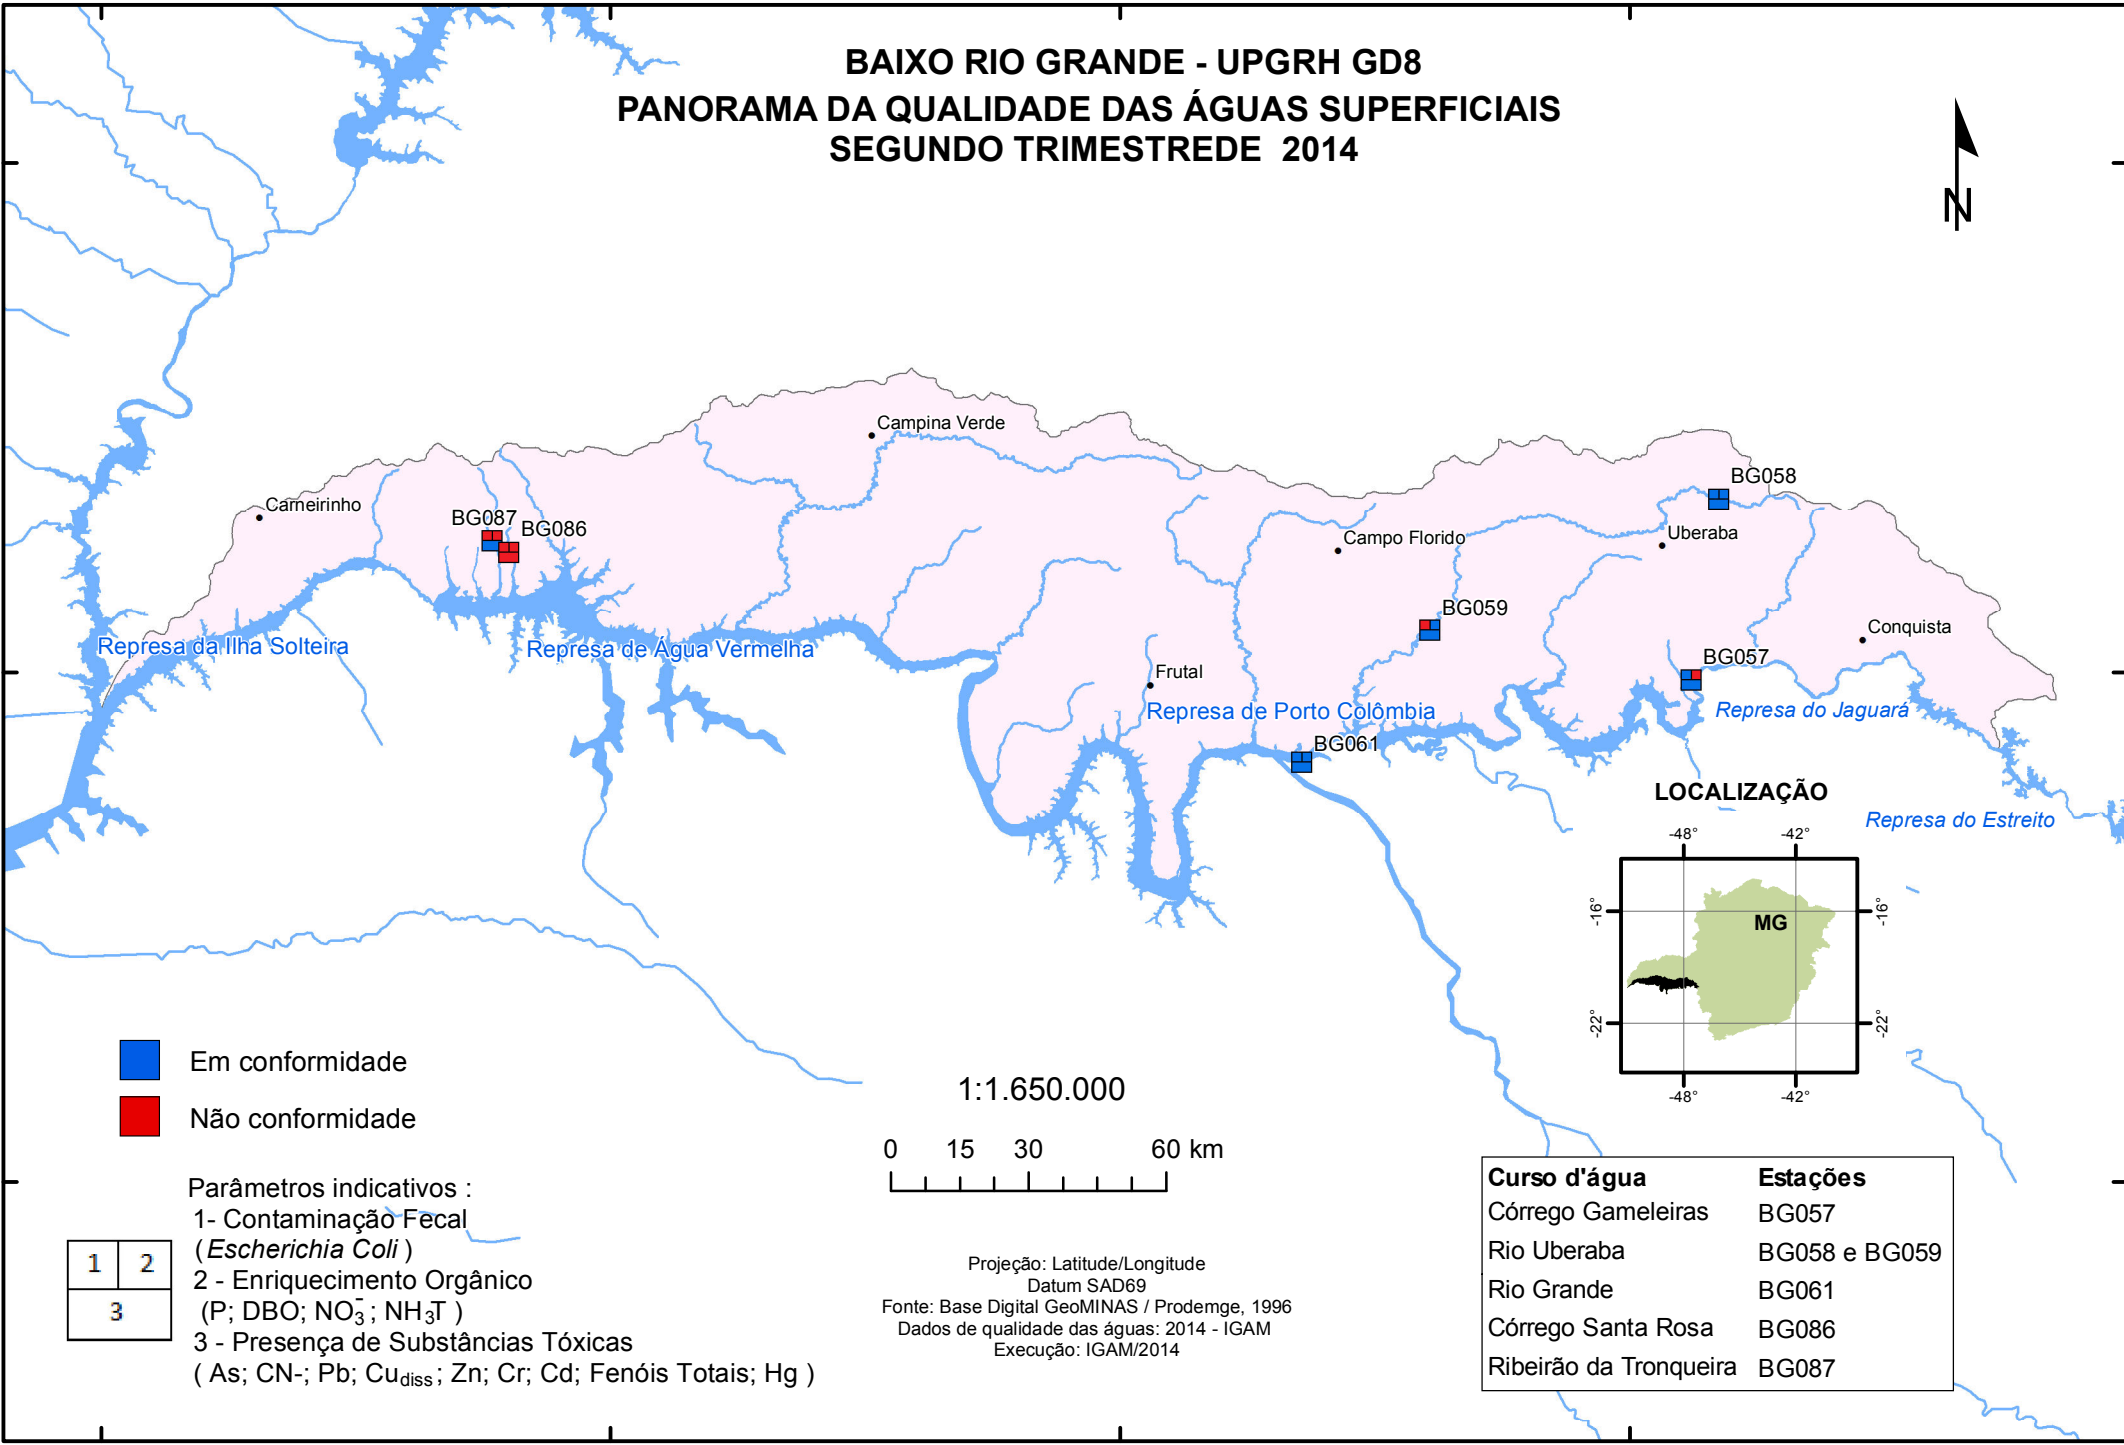 BAIXO RIO GRANDE - UPGRH GD8
PANORAMA DA QUALIDADE DAS ÁGUAS SUPERFICIAIS
SEGUNDO TRIMESTREDE 2014
N
Campina Verde
BG058
Carneirinho
BG087
BG086
Campo Florido
Uberaba
BG059
Conquista
Represa da Ilha Solteira
Represa de Água Vermelha
BG057
Frutal
Represa de Porto Colômbia
Represa do Jaguará
BG061
LOCALIZAÇÃO
Represa do Estreito
-48° -42°
-16° -16°
MG
-22° -22°
-48° -42°
Em conformidade
Não conformidade
1:1.650.000
0 15 30 60 km
Parâmetros indicativos :
1- Contaminação Fecal
(Escherichia Coli )
2 - Enriquecimento Orgânico
(P; DBO; NO3-; NH3T )
3 - Presença de Substâncias Tóxicas
( As; CN-; Pb; Cudiss; Zn; Cr; Cd; Fenóis Totais; Hg )
1 2
3
Projeção: Latitude/Longitude
Datum SAD69
Fonte: Base Digital GeoMINAS / Prodemge, 1996
Dados de qualidade das águas: 2014 - IGAM
Execução: IGAM/2014
Curso d'água Estações
Córrego Gameleiras BG057
Rio Uberaba BG058 e BG059
Rio Grande BG061
Córrego Santa Rosa BG086
Ribeirão da Tronqueira BG087